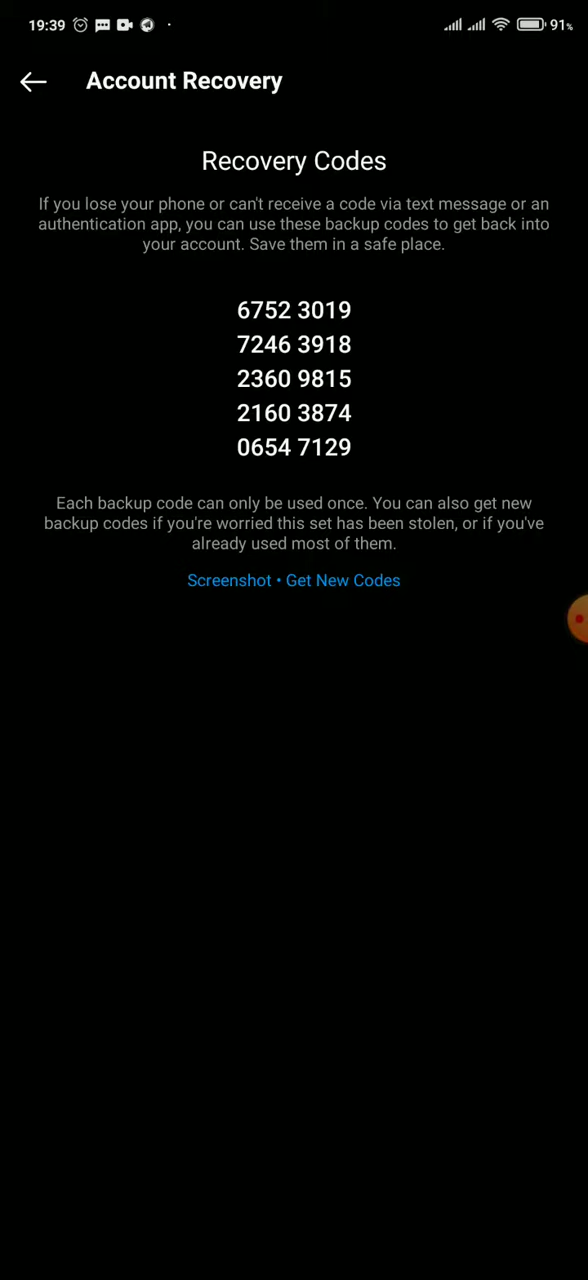 19:39
91%
Account Recovery
Recovery Codes
If you lose your phone or can't receive a code via text message or an
authentication app, you can use these backup codes to get back into
your account. Save them in a safe place.
6752 3019
7246 3918
2360 9815
2160 3874
0654 7129
Each backup code can only be used once. You can also get new
backup codes if you're worried this set has been stolen, or if you've
already used most of them.
Screenshot • Get New Codes